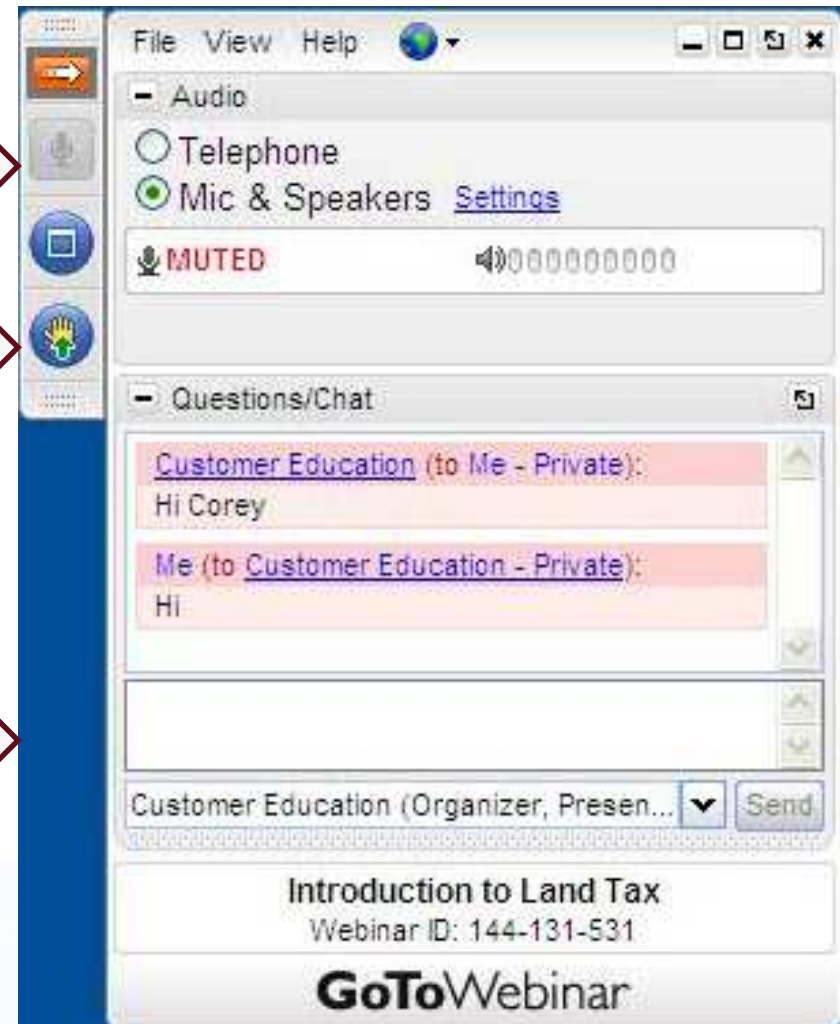 File View Help
Audio
Telephone
Mic & Speakers Settings
MUTED
Questions/Chat
Customer Education (to Me - Private):
Hi Corey
Me (to Customer Education - Private):
Hi
Customer Education (Organizer, Presen... Send
Introduction to Land Tax
Webinar ID: 144-131-531
GoToWebinar